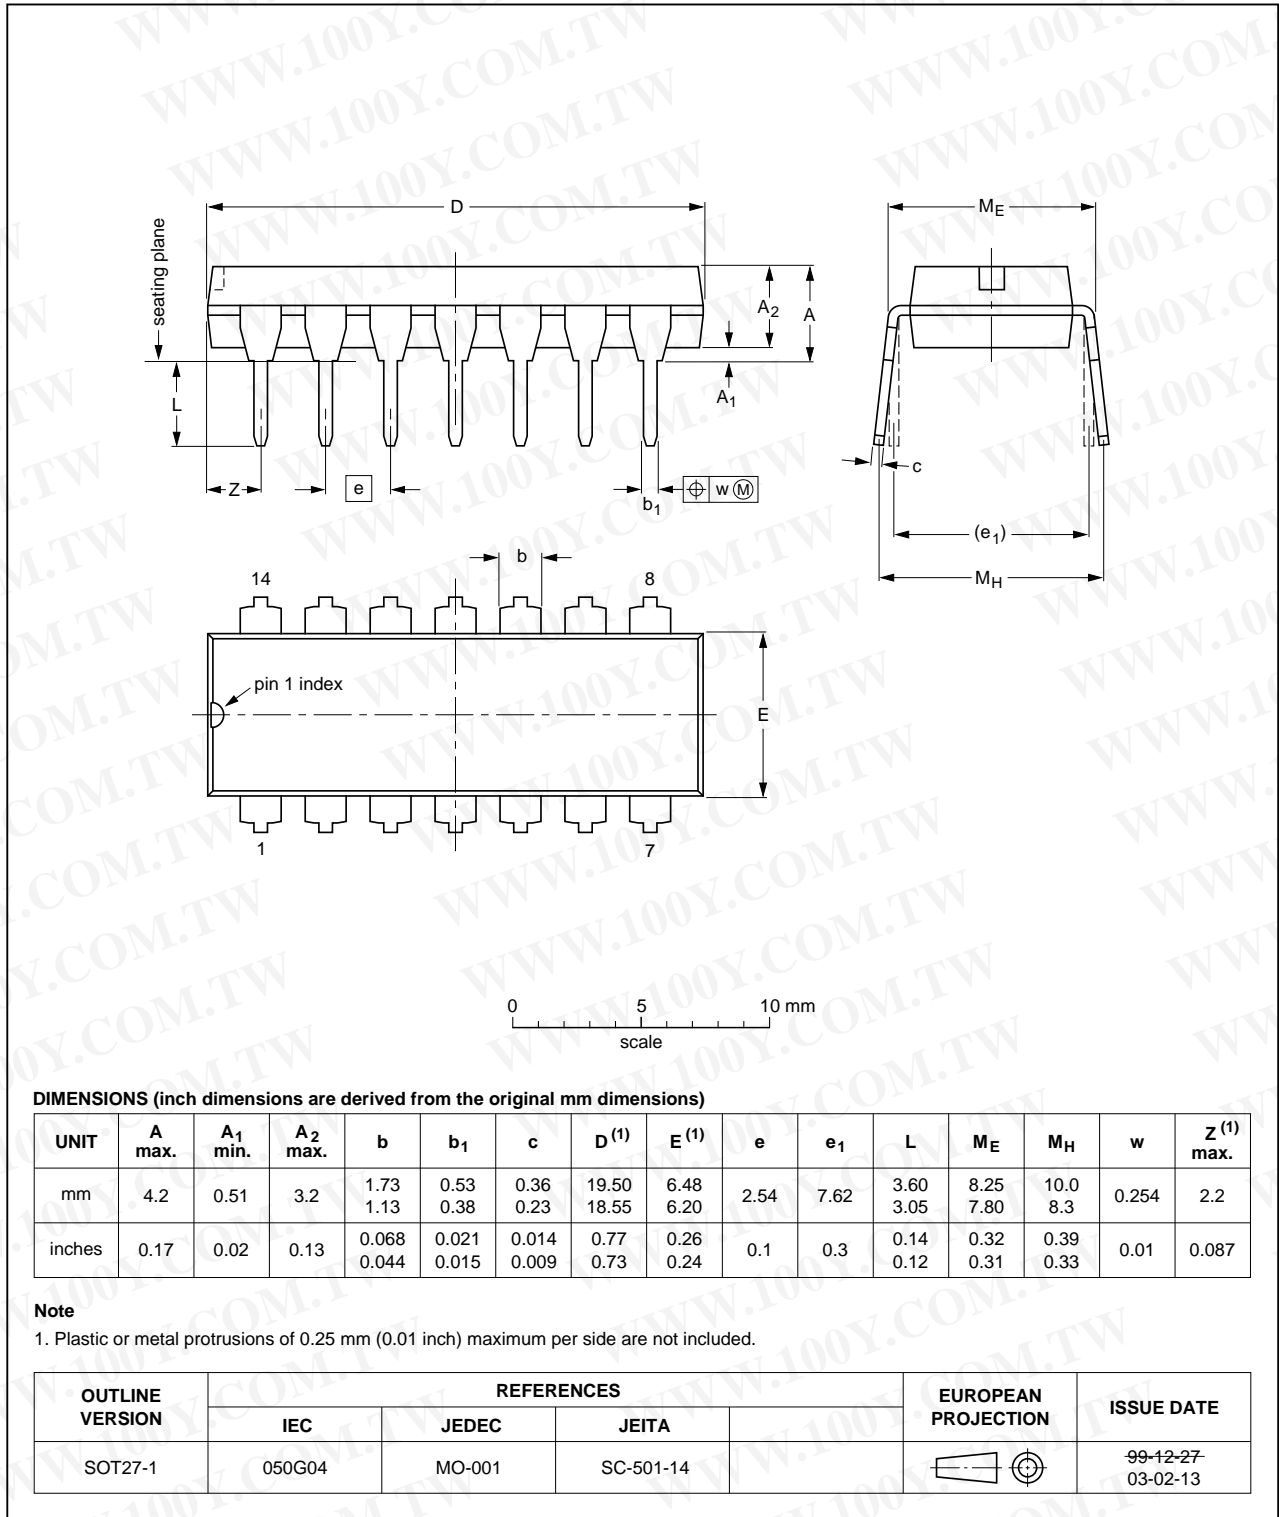 D
ME
seating plane
A2
A
A1
L
Z
e
b1
w M
c
(e1)
MH
b
14
8
pin 1 index
E
1
7
0 5 10 mm
scale
DIMENSIONS (inch dimensions are derived from the original mm dimensions)
UNIT A max. A1 min. A2 max. b b1 c D(1) E(1) e e1 L ME MH w Z(1) max.
mm 4.2 0.51 3.2 1.73 1.13 0.53 0.38 0.36 0.23 19.50 18.55 6.48 6.20 2.54 7.62 3.60 3.05 8.25 7.80 10.0 8.3 0.254 2.2
inches 0.17 0.02 0.13 0.068 0.044 0.021 0.015 0.014 0.009 0.77 0.73 0.26 0.24 0.1 0.3 0.14 0.12 0.32 0.31 0.39 0.33 0.01 0.087
Note
1. Plastic or metal protrusions of 0.25 mm (0.01 inch) maximum per side are not included.
OUTLINE VERSION REFERENCES EUROPEAN PROJECTION ISSUE DATE
IEC JEDEC JEITA
SOT27-1 050G04 MO-001 SC-501-14 99-12-27
03-02-13
WWW.100Y.COM.TW